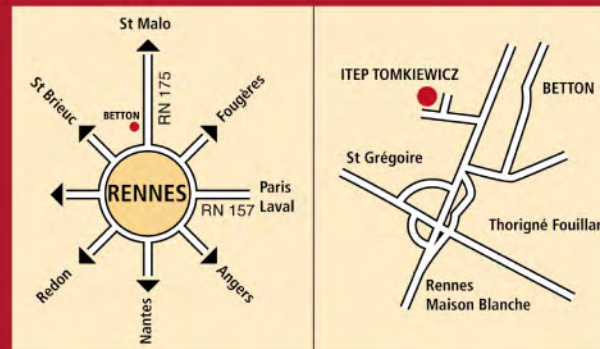 St Malo
St Brieuc
BETTON
RN 175
Fougères
RENNES
Paris
Laval
RN 157
Redon
Nantes
Angers
ITEP TOMKIEWICZ
BETTON
St Grégoire
Thorigné Fouillar
Rennes
Maison Blanche